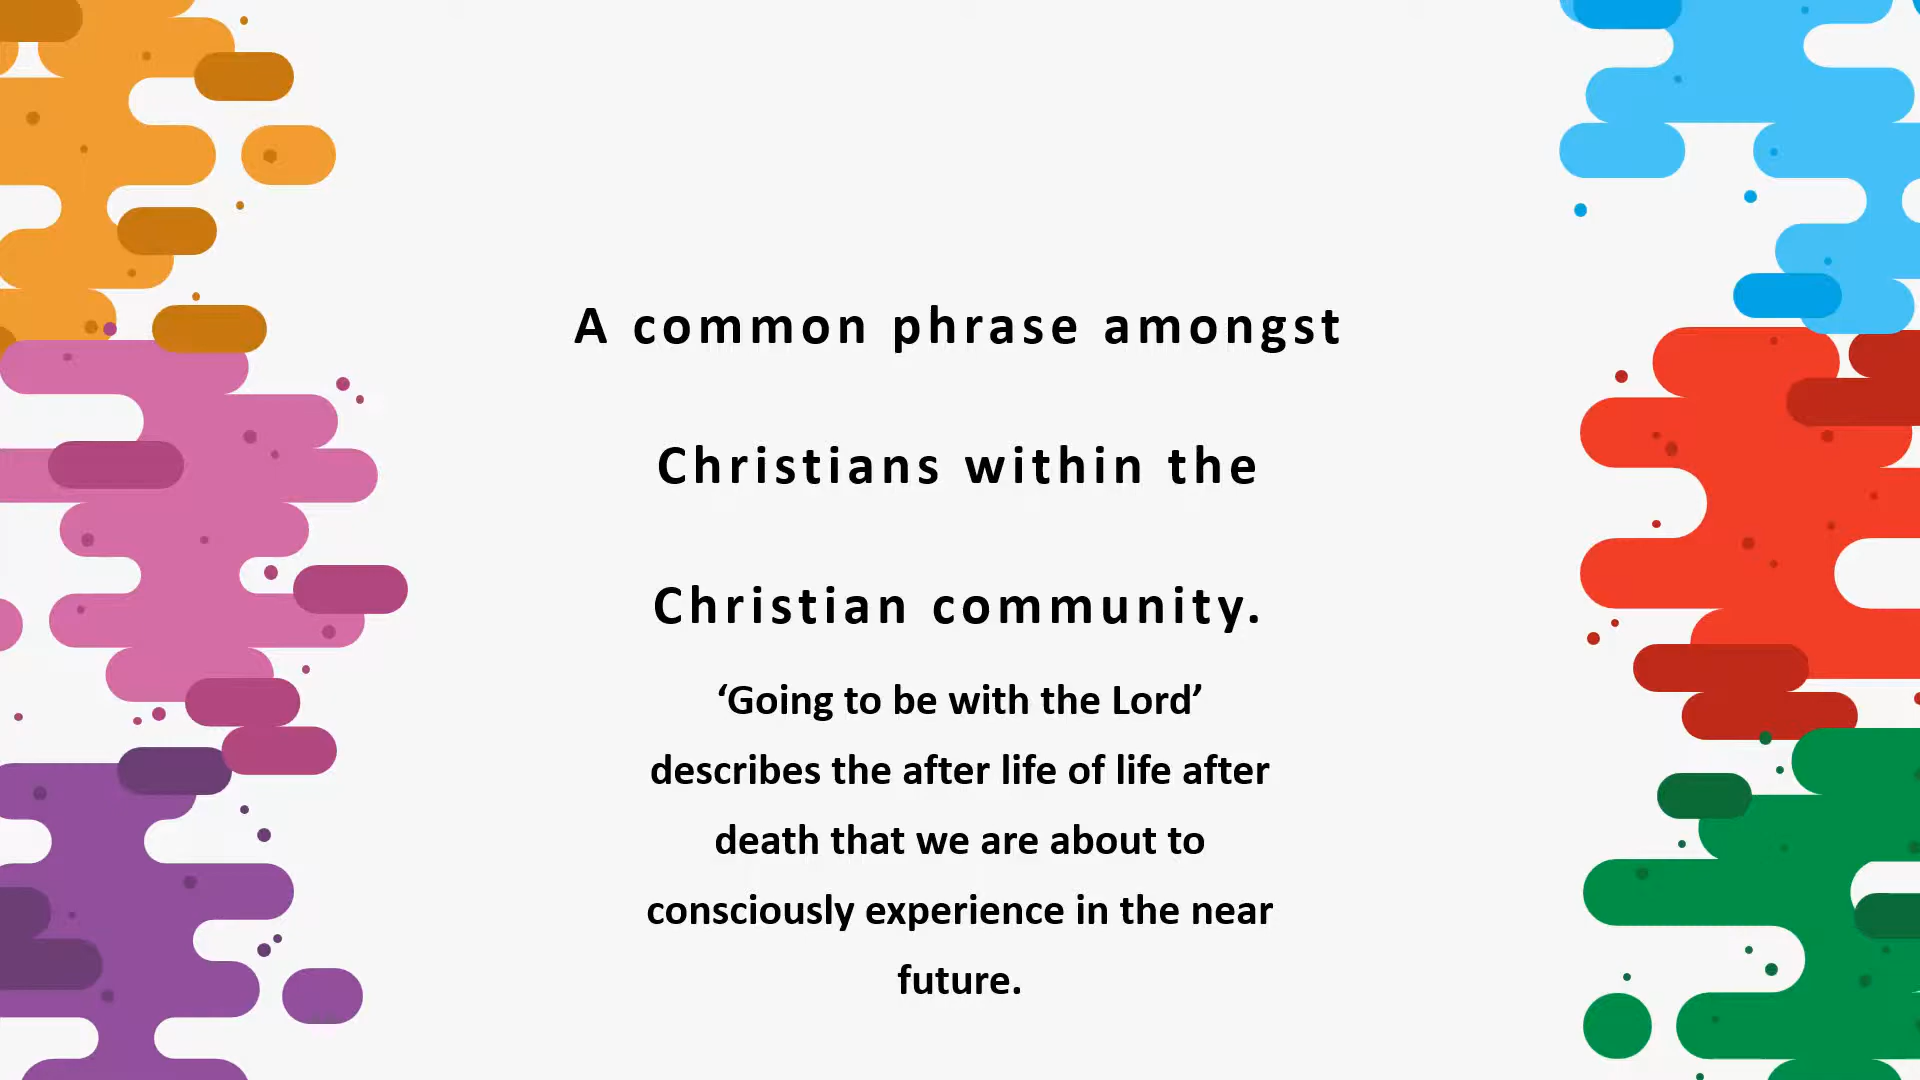 A common phrase amongst
Christians within the
Christian community.
‘Going to be with the Lord’
describes the after life of life after
death that we are about to
consciously experience in the near
future.